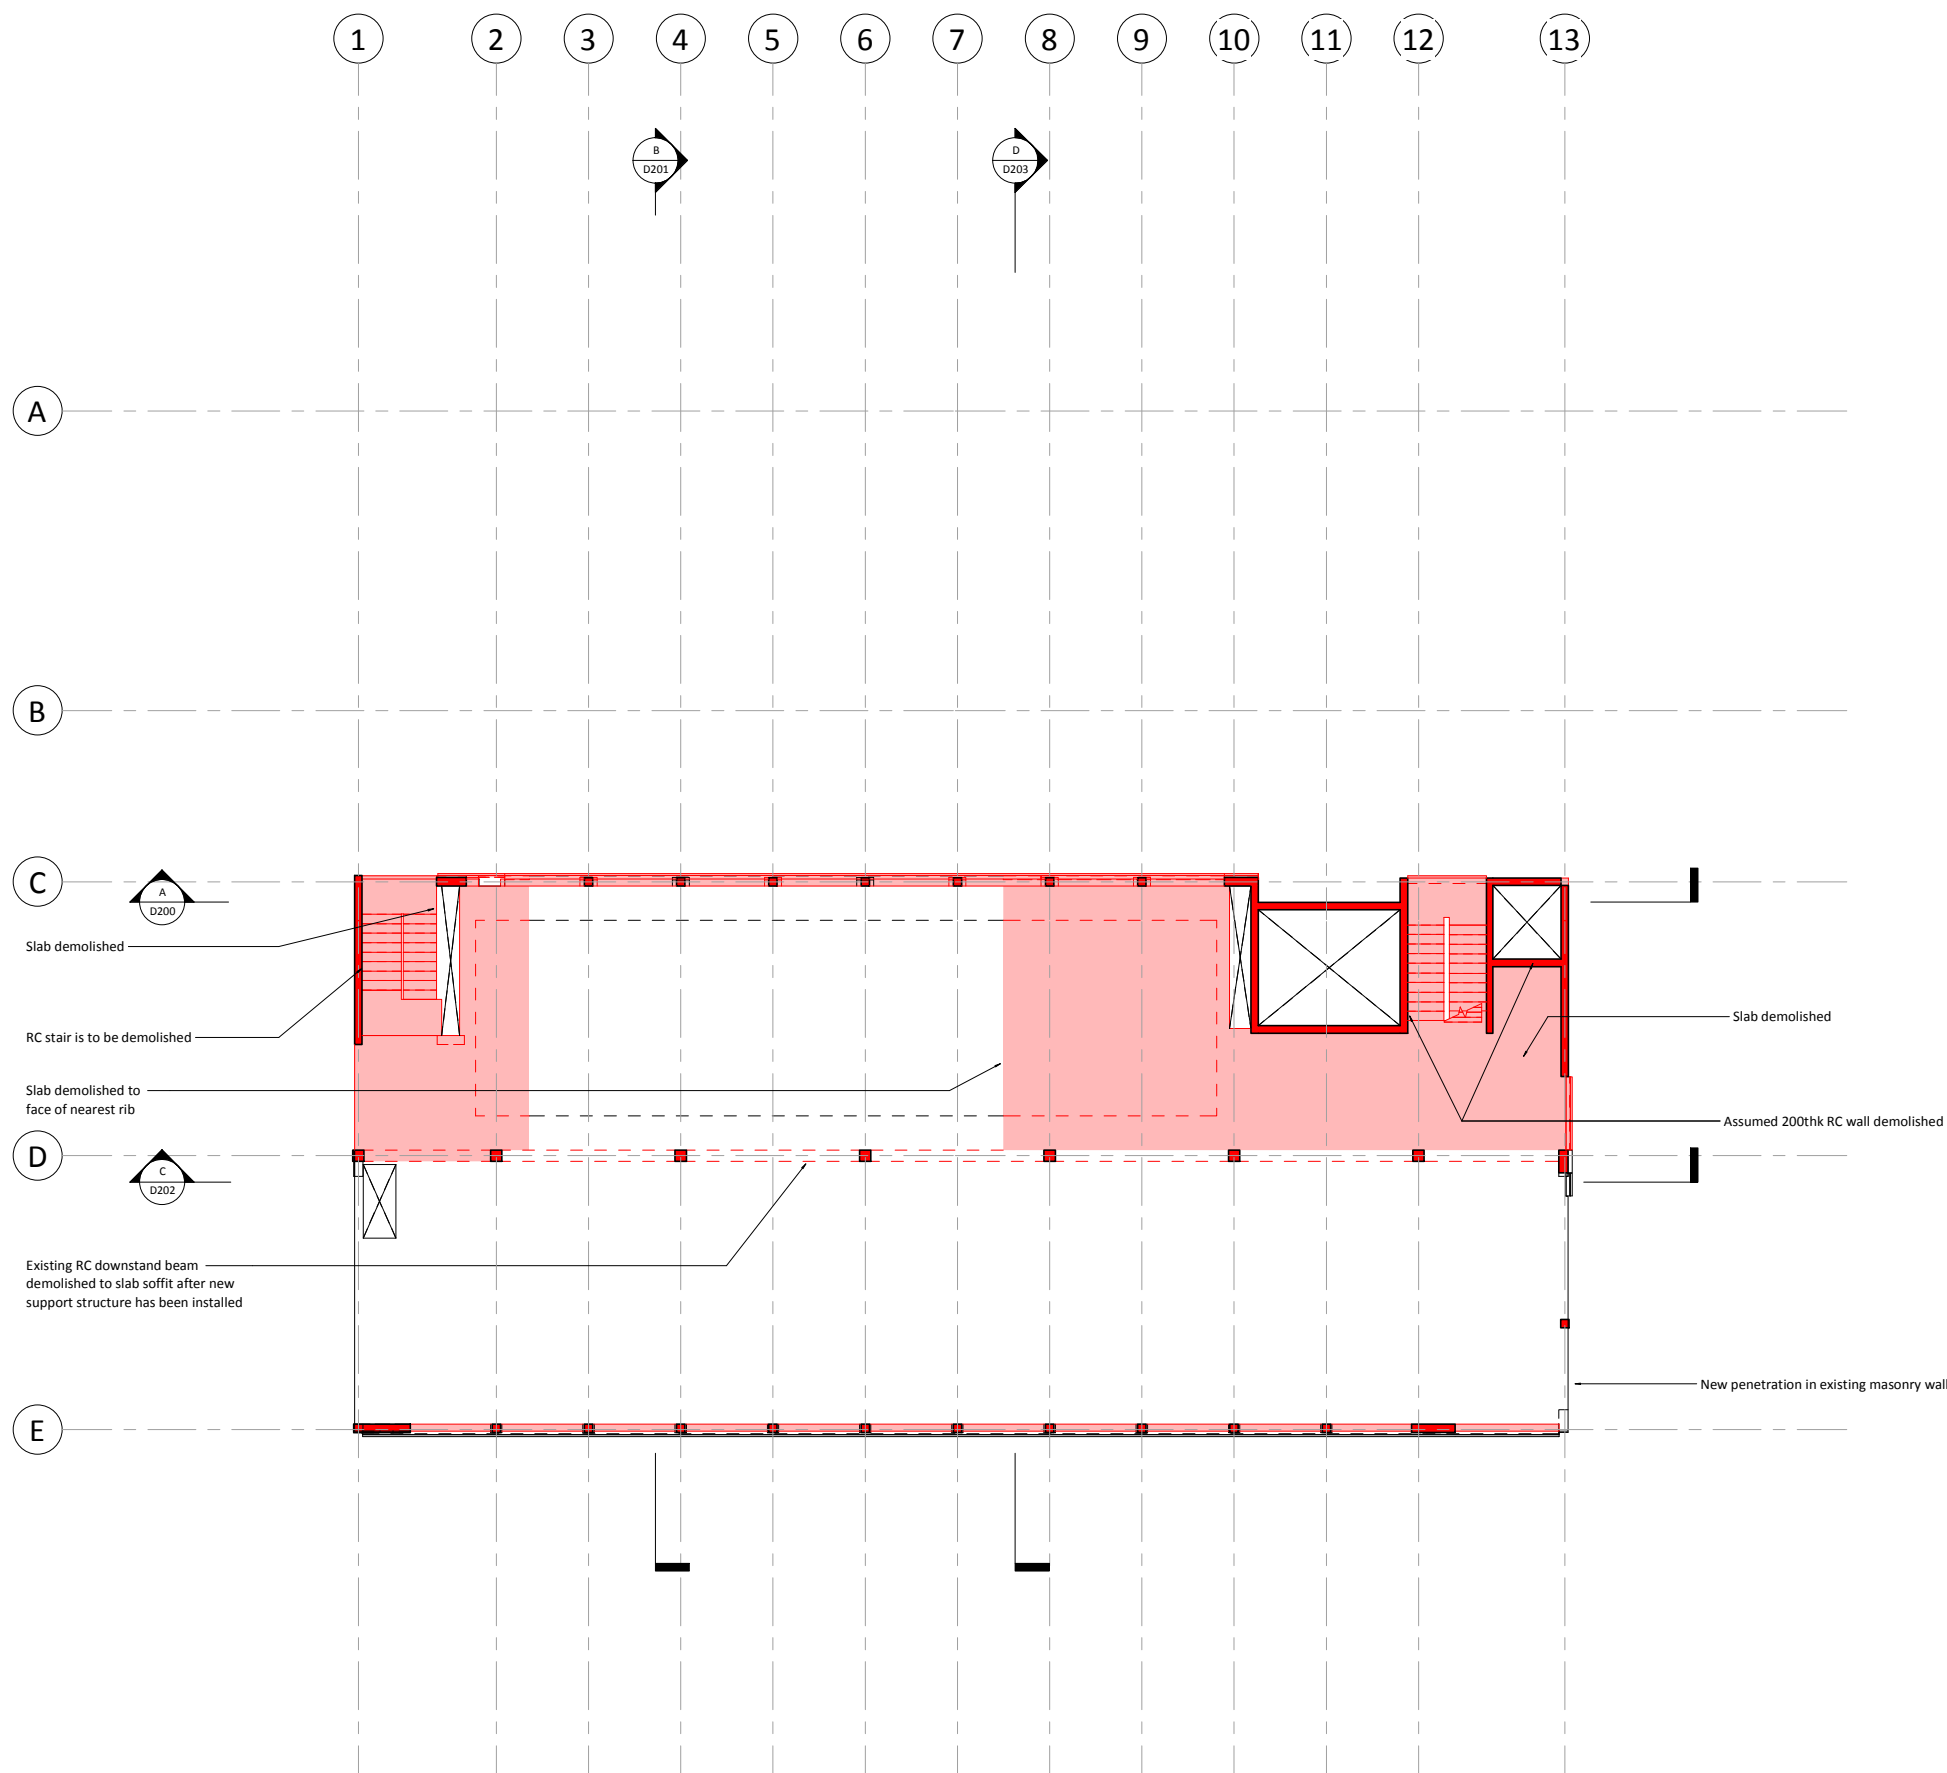 1 2 3 4 5 6 7 8 9 10 11 12 13
B
D201
D
D203
A
B
C
A
D200
Slab demolished
RC stair is to be demolished
Slab demolished
Slab demolished to
face of nearest rib
Assumed 200thk RC wall demolished
D
C
D202
Existing RC downstand beam
demolished to slab soffit after new
support structure has been installed
New penetration in existing masonry wall
E